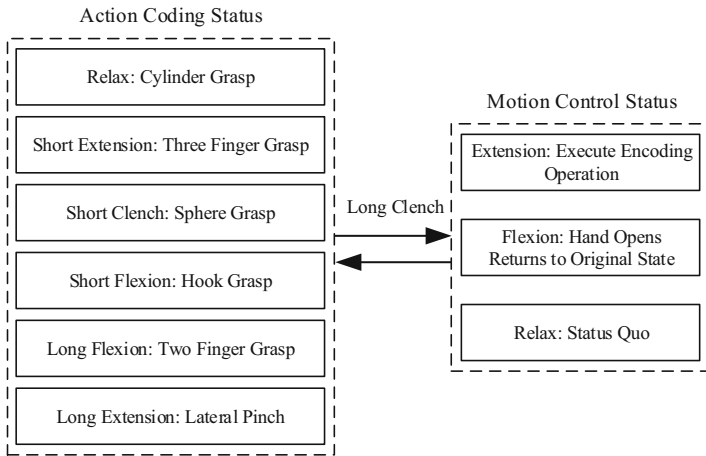 Action Coding Status
Relax: Cylinder Grasp
Short Extension: Three Finger Grasp
Short Clench: Sphere Grasp
Short Flexion: Hook Grasp
Long Flexion: Two Finger Grasp
Long Extension: Lateral Pinch
Long Clench
Motion Control Status
Extension: Execute Encoding
Operation
Flexion: Hand Opens
Returns to Original State
Relax: Status Quo